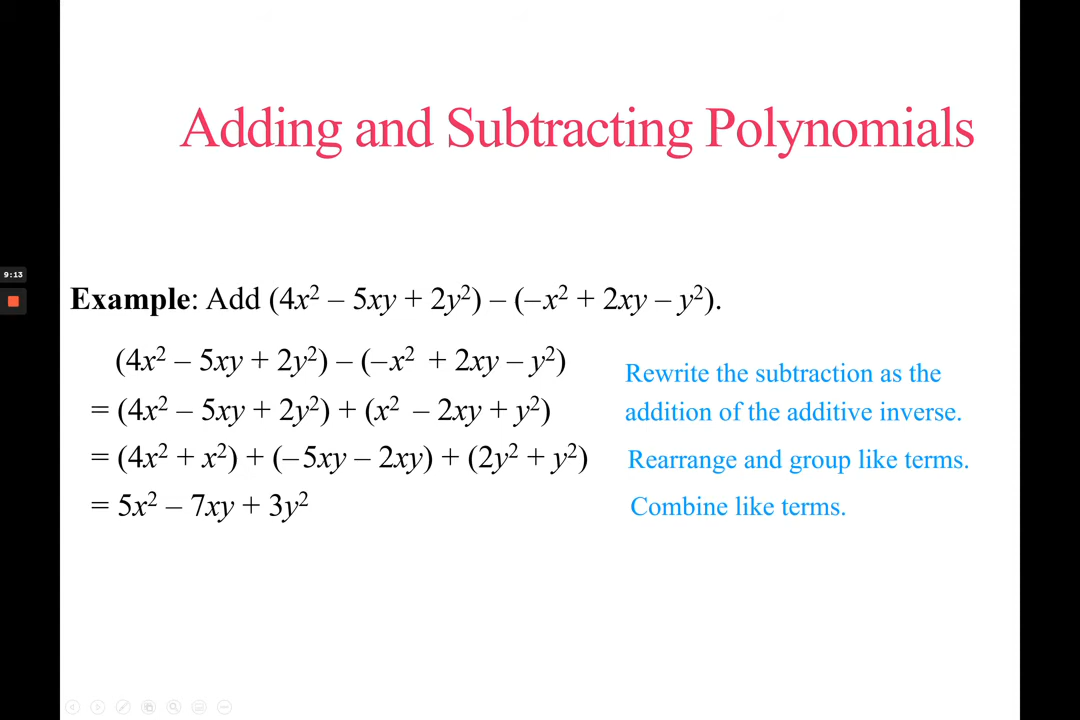 Adding and Subtracting Polynomials
9:13
Example: Add (4x² – 5xy + 2y²) – (–x² + 2xy – y²).
(4x² – 5xy + 2y²) – (–x² + 2xy – y²)
Rewrite the subtraction as the
addition of the additive inverse.
= (4x² – 5xy + 2y²) + (x² – 2xy + y²)
= (4x² + x²) + (–5xy – 2xy) + (2y² + y²)
Rearrange and group like terms.
= 5x² – 7xy + 3y²
Combine like terms.